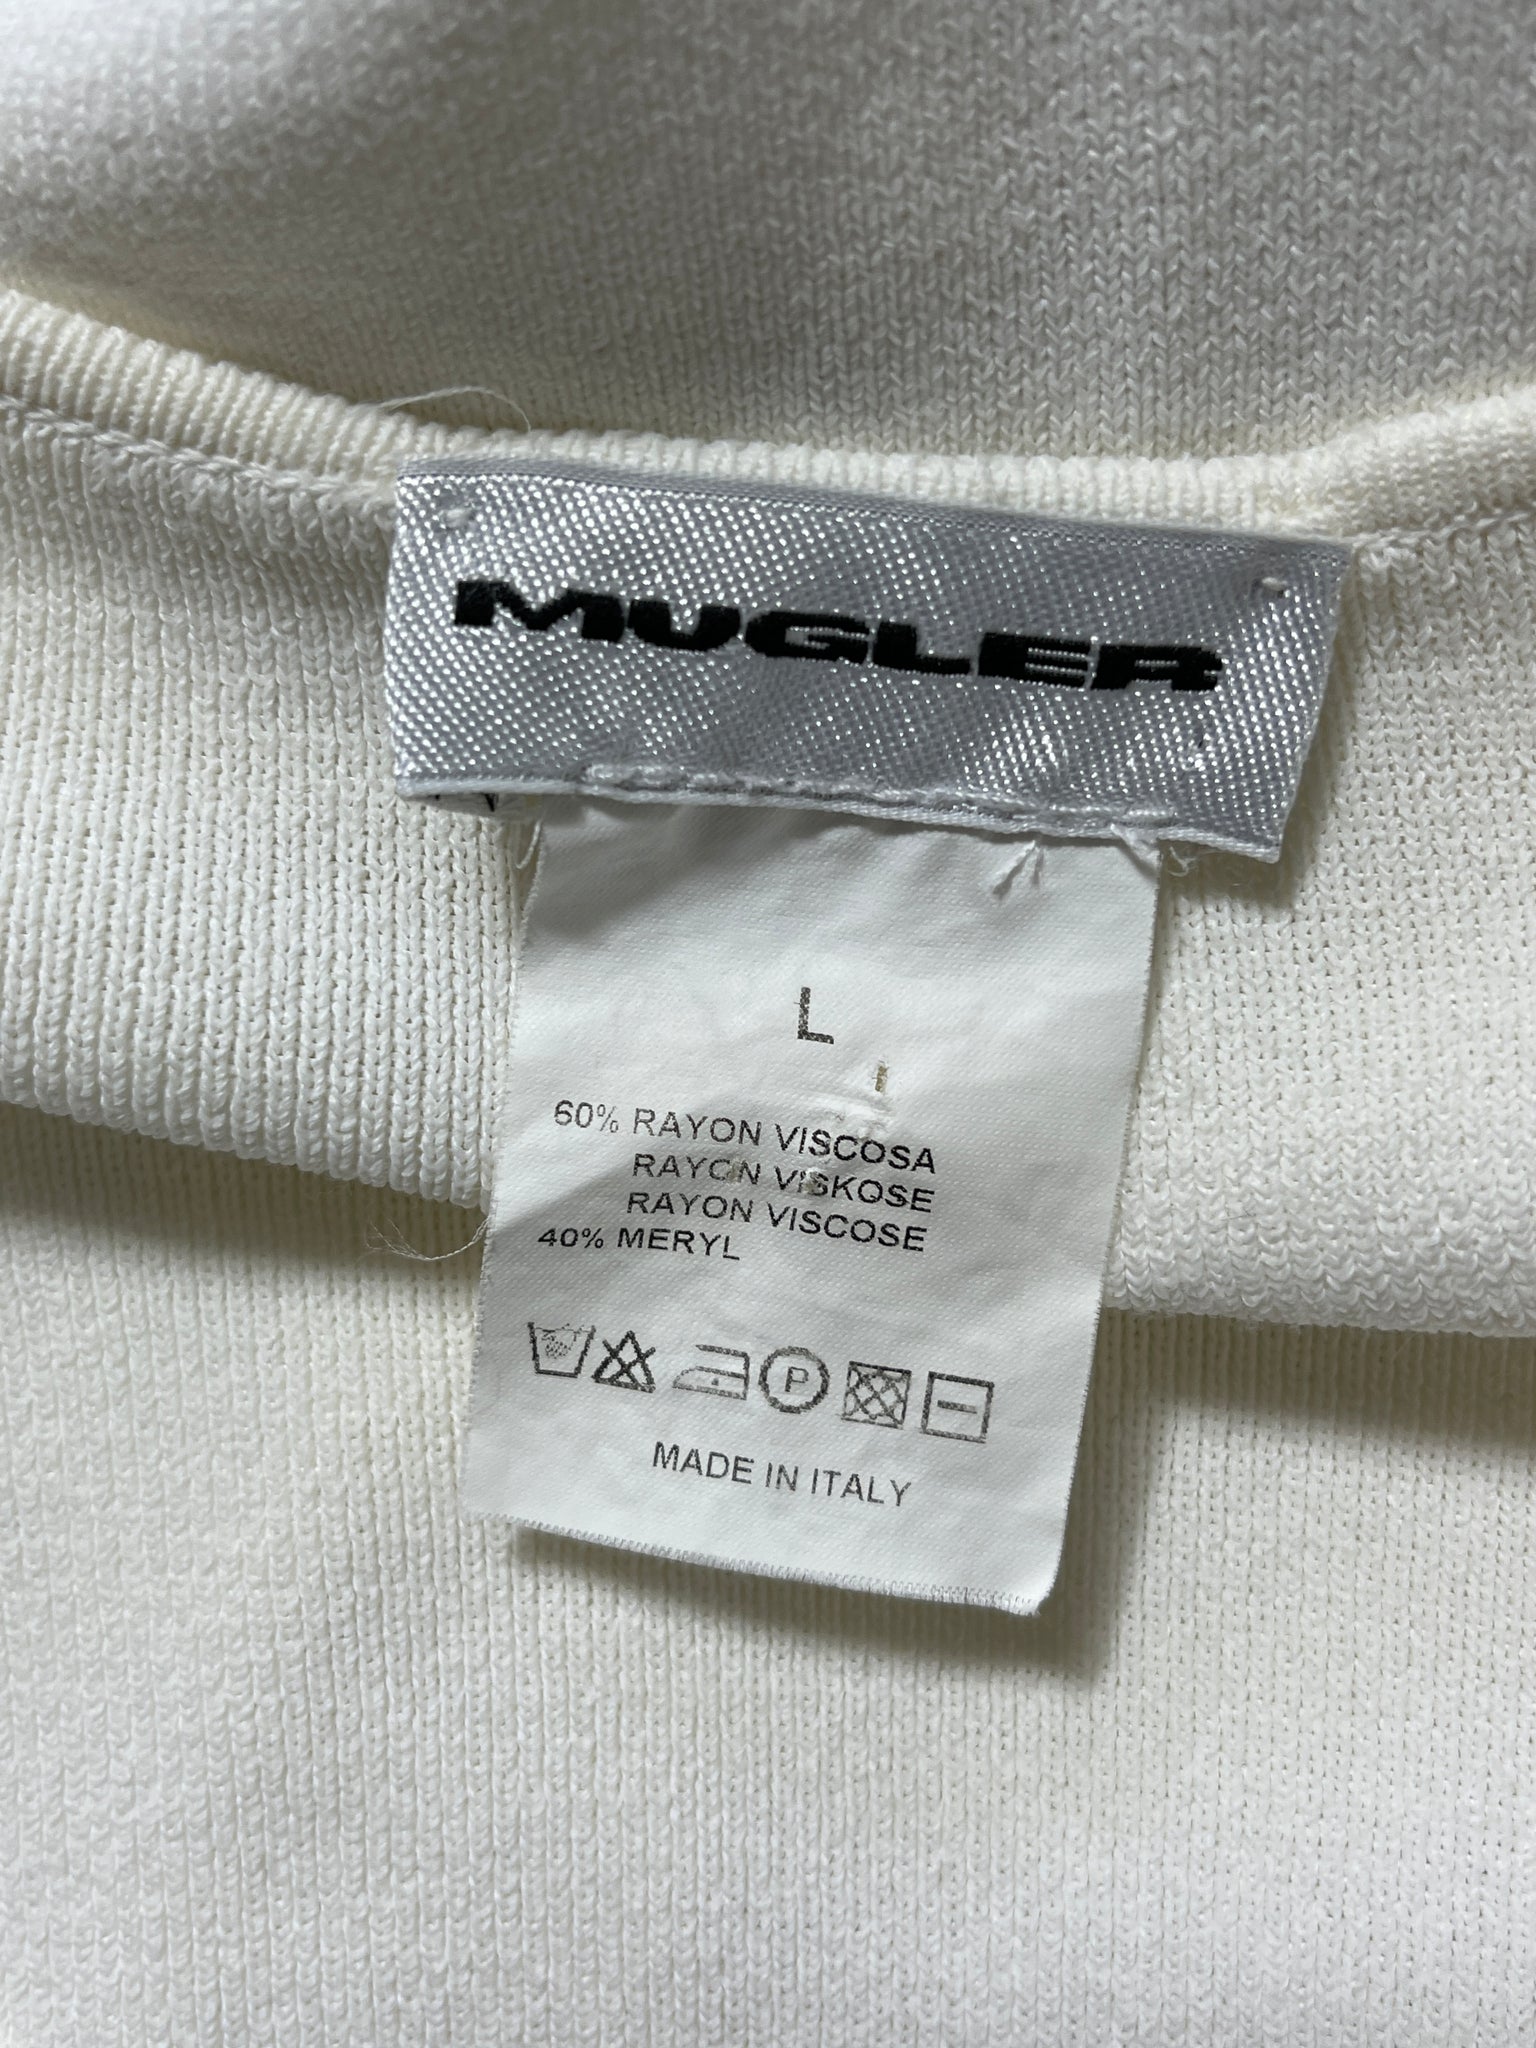 MUGLER
L
60% RAYON VISCOSA
RAYON VISKOSE
RAYON VISCOSE
40% MERYL
P
MADE IN ITALY